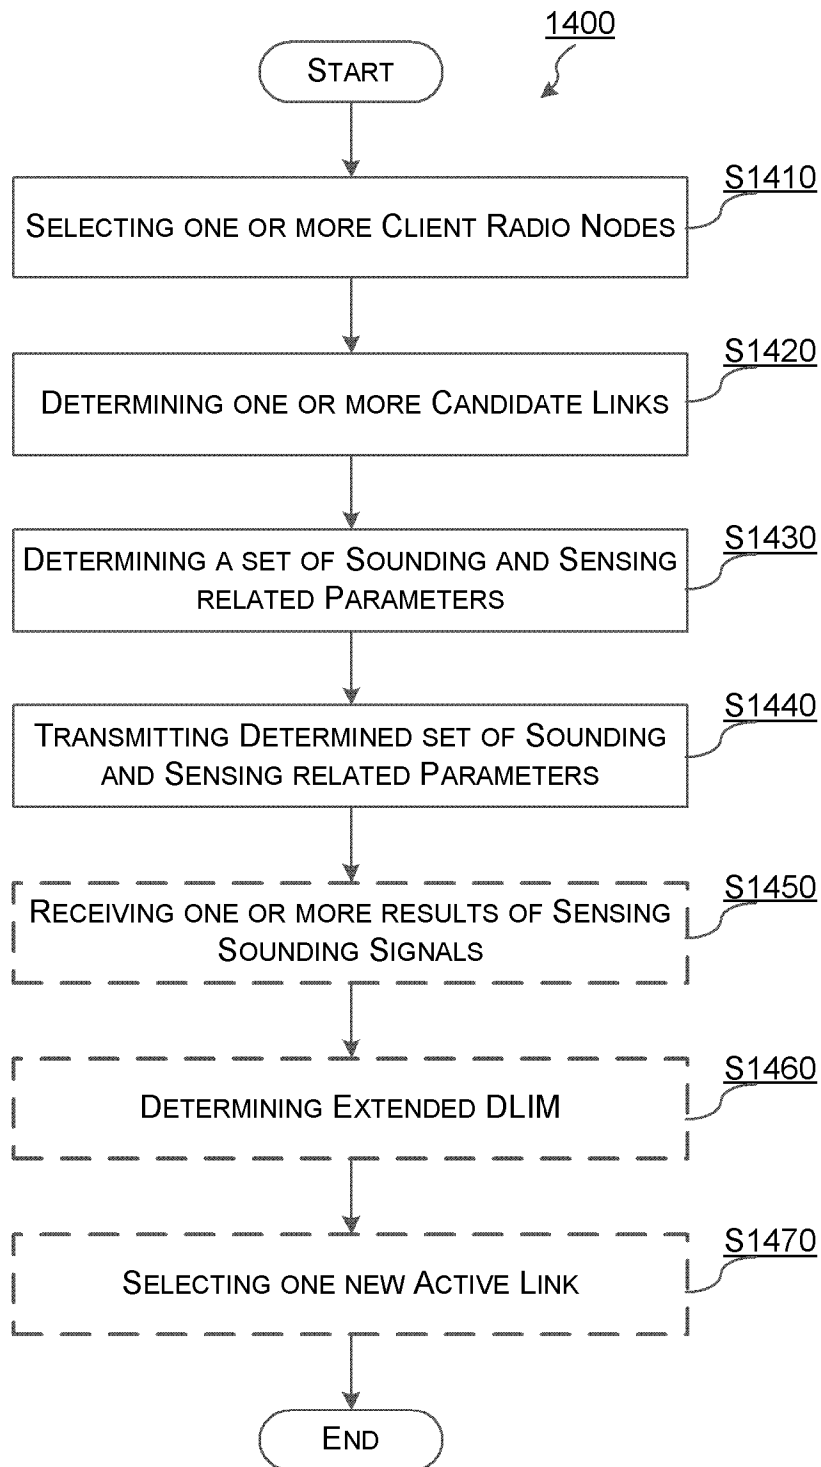 1400
START
S1410
SELECTING ONE OR MORE CLIENT RADIO NODES
S1420
DETERMINING ONE OR MORE CANDIDATE LINKS
S1430
DETERMINING A SET OF SOUNDING AND SENSING
RELATED PARAMETERS
S1440
TRANSMITTING DETERMINED SET OF SOUNDING
AND SENSING RELATED PARAMETERS
S1450
RECEIVING ONE OR MORE RESULTS OF SENSING
SOUNDING SIGNALS
S1460
DETERMINING EXTENDED DLIM
S1470
SELECTING ONE NEW ACTIVE LINK
END